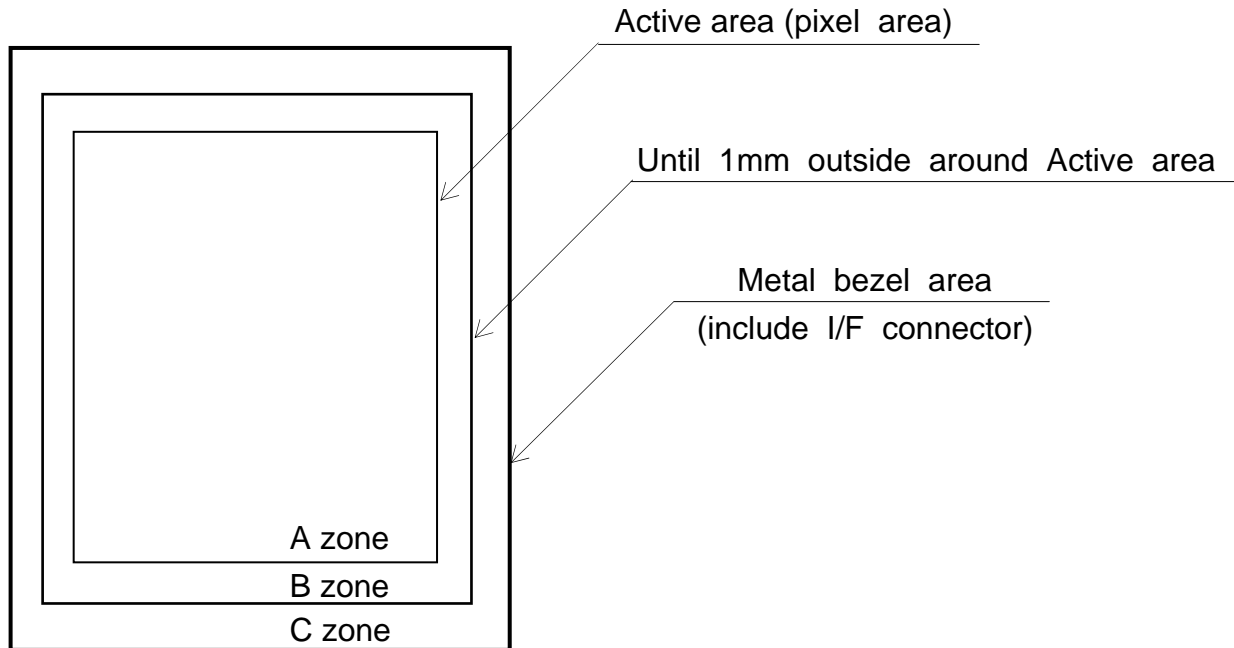 Active area (pixel area)
Until 1mm outside around Active area
Metal bezel area
(include I/F connector)
A zone
B zone
C zone